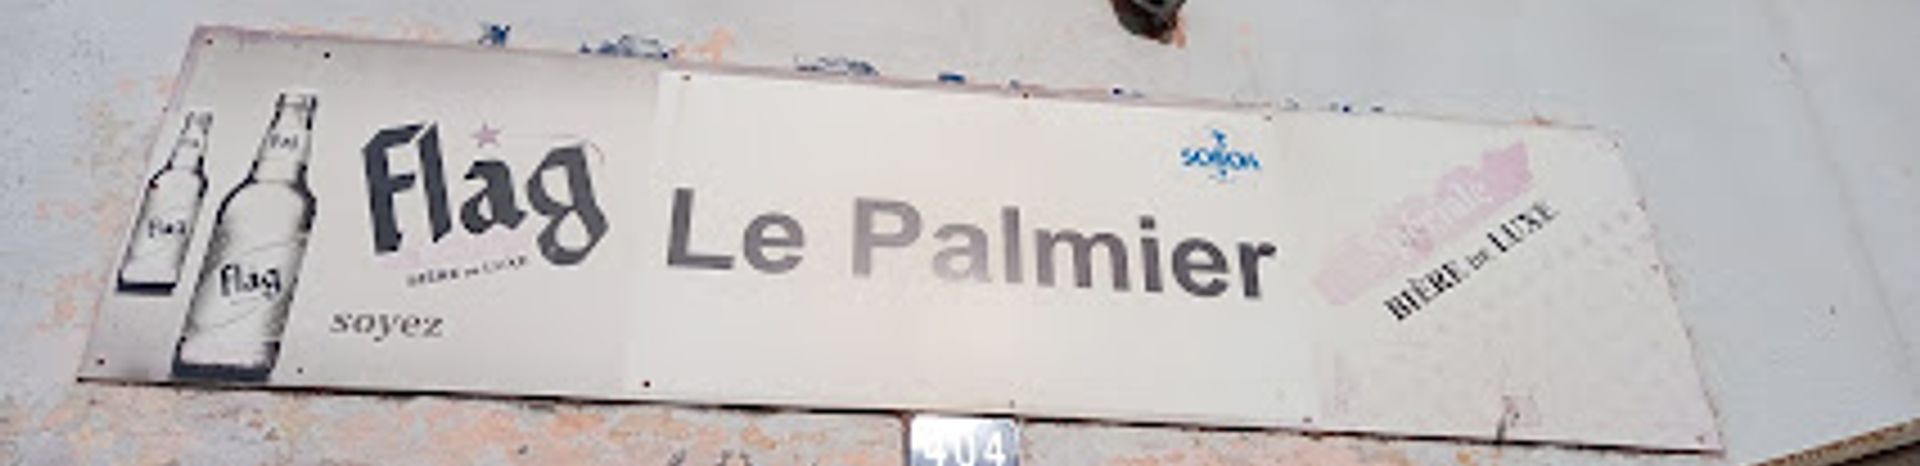 Flag
BIÈRE DE LUXE
soyez
Flag
Flag
Le Palmier
SOBOA
BIÈRE DE LUXE
404